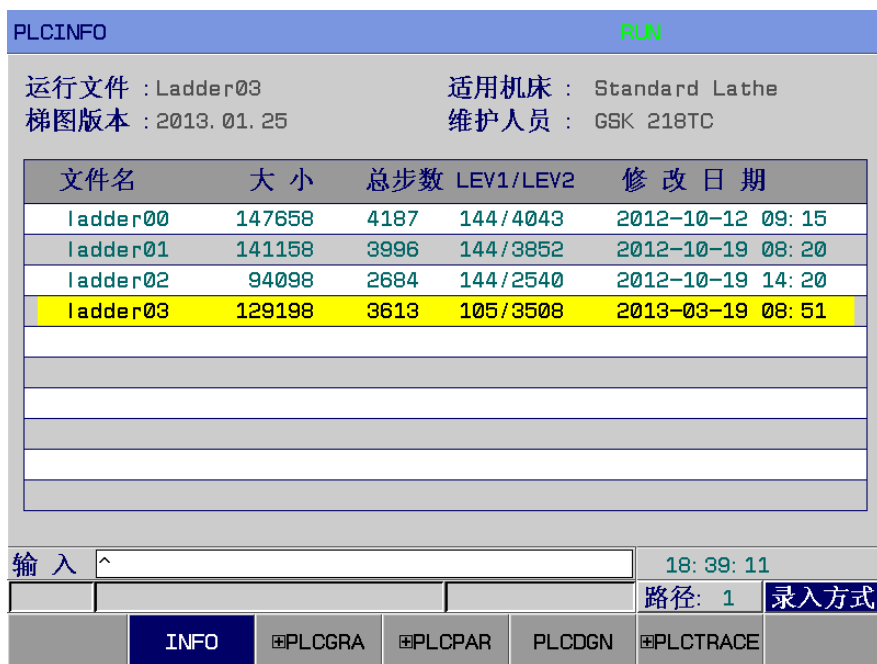 PLCINFO RUN
运行文件 :Ladder03 适用机床 : Standard Lathe
梯图版本 :2013.01.25 维护人员 : GSK 218TC
文件名 大 小 总步数 LEV1/LEV2 修 改 日 期
ladder00 147658 4187 144/4043 2012-10-12 09:15
ladder01 141158 3996 144/3852 2012-10-19 08:20
ladder02 94098 2684 144/2540 2012-10-19 14:20
ladder03 129198 3613 105/3508 2013-03-19 08:51
输 入 ^ 18:39:11
路径: 1 录入方式
INFO ⊞PLCGRA ⊞PLCPAR PLCDGN ⊞PLCTRACE